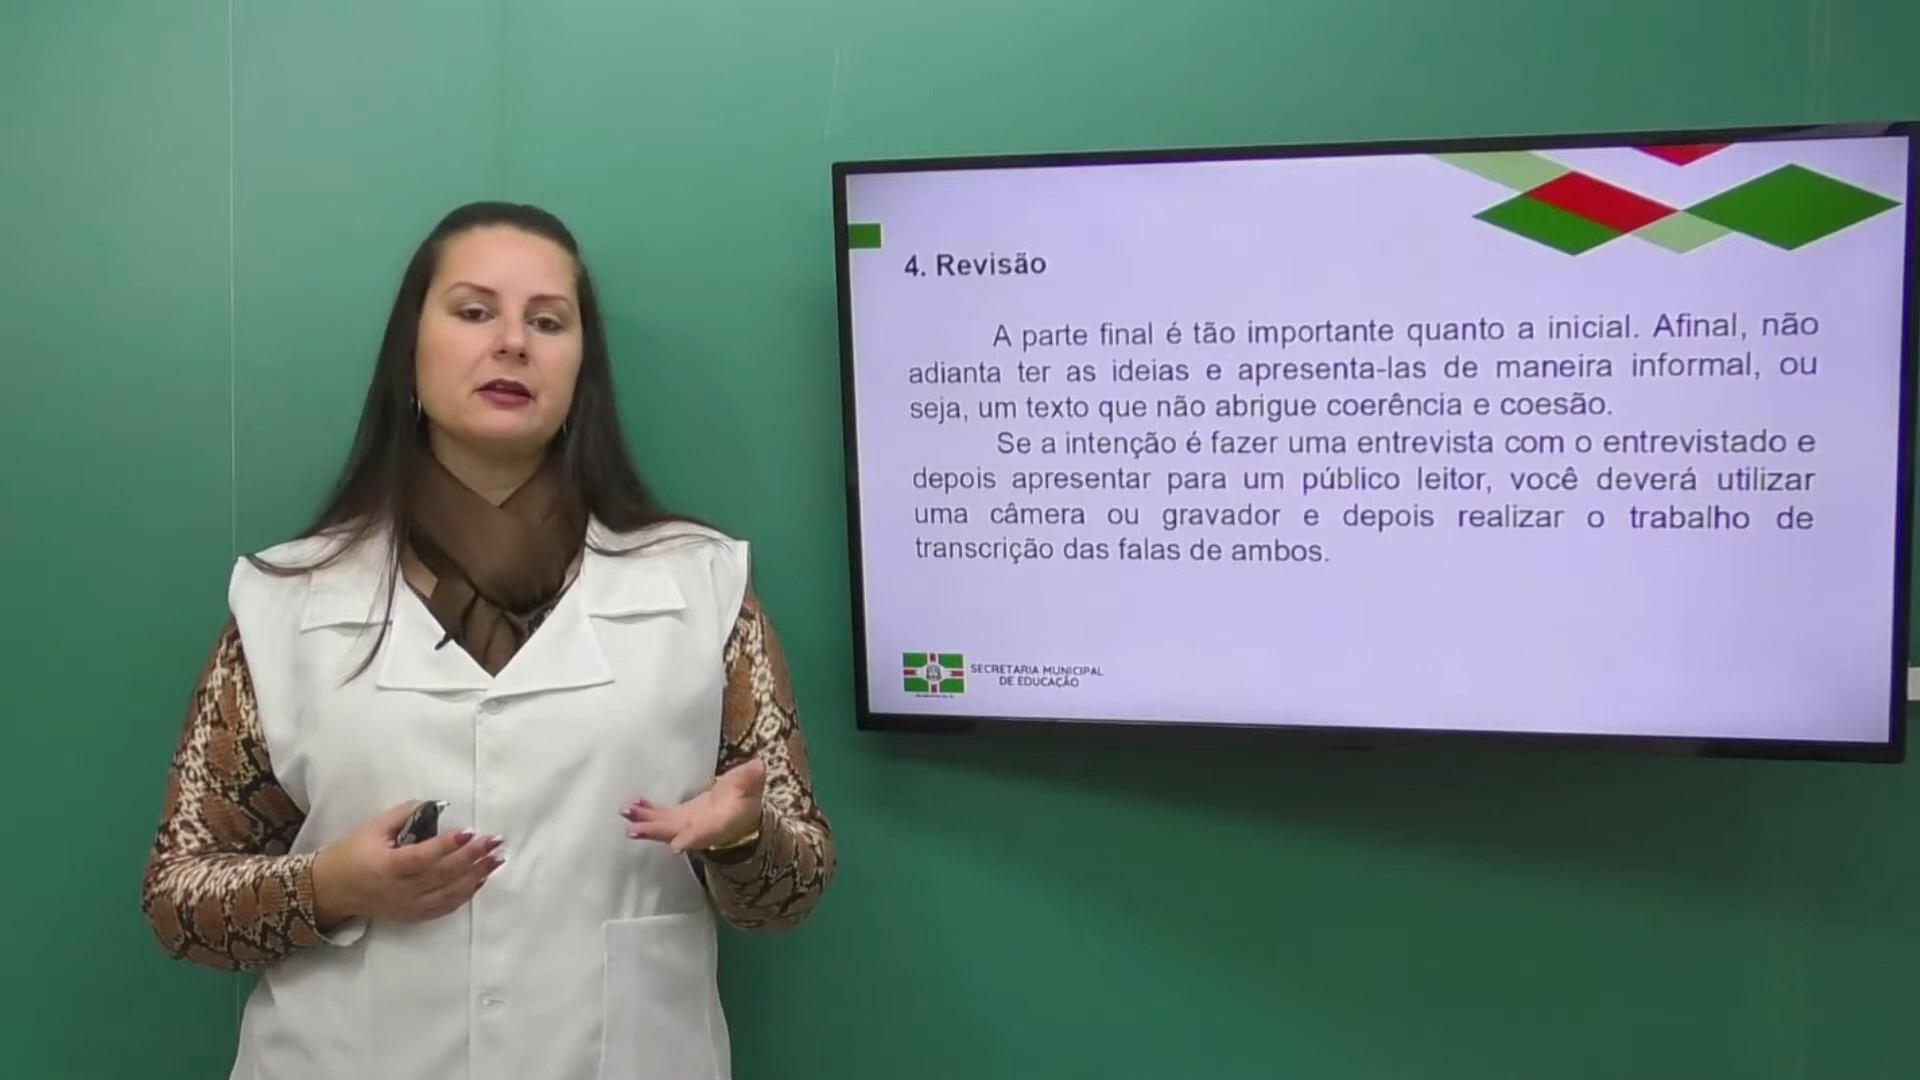 4. Revisão
A parte final é tão importante quanto a inicial. Afinal, não
adianta ter as ideias e apresenta-las de maneira informal, ou
seja, um texto que não abrigue coerência e coesão.
Se a intenção é fazer uma entrevista com o entrevistado e
depois apresentar para um público leitor, você deverá utilizar
uma câmera ou gravador e depois realizar o trabalho de
transcrição das falas de ambos.
SECRETARIA MUNICIPAL
DE EDUCAÇÃO